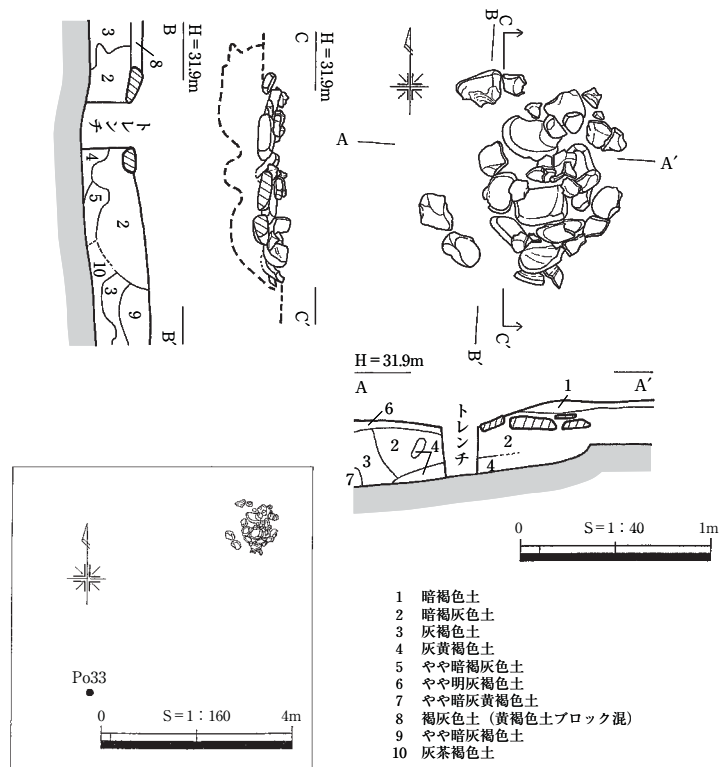 B
H=31.9m
3
8
2
トレンチ
4
5
2
10
3
9
B′
C
H=31.9m
C′
B
C
A
A′
B′
C′
H=31.9m
A
A′
1
6
トレンチ
2
4
2
3
7
4
0 S=1:40 1m
Po33
0 S=1:160 4m
1 暗褐色土
2 暗褐灰色土
3 灰褐色土
4 灰黄褐色土
5 やや暗褐灰色土
6 やや明灰褐色土
7 やや暗灰黄褐色土
8 褐灰色土（黄褐色土ブロック混）
9 やや暗灰褐色土
10 灰茶褐色土